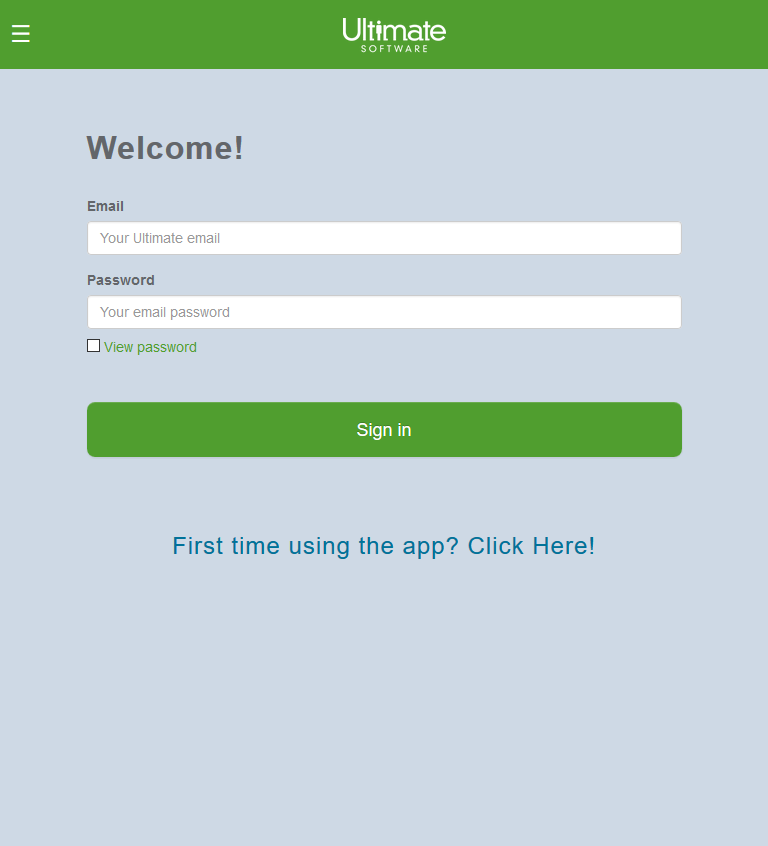 Ultimate
SOFTWARE
Welcome!
Email
Your Ultimate email
Password
Your email password
View password
Sign in
First time using the app? Click Here!